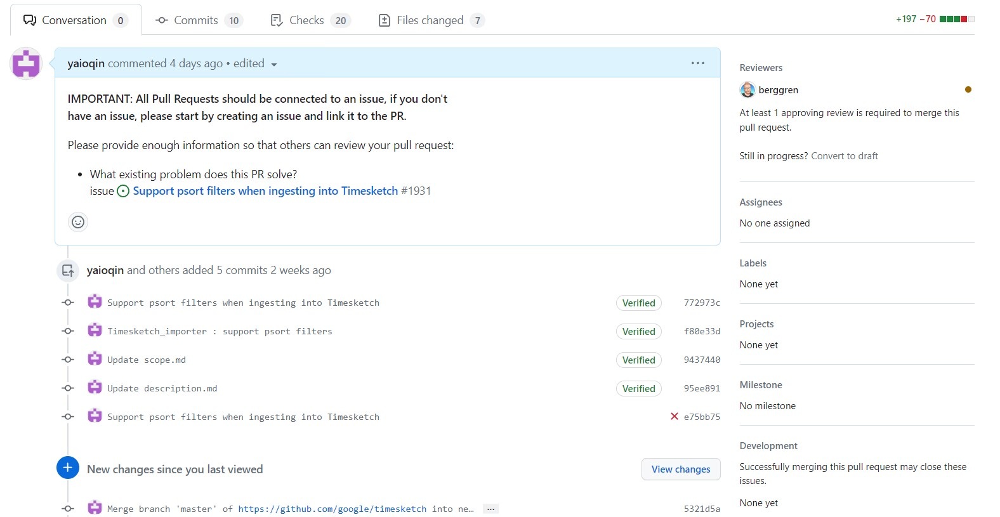 Conversation 0 Commits 10 Checks 20 Files changed 7 +197 −70
yaioqin commented 4 days ago • edited
IMPORTANT: All Pull Requests should be connected to an issue, if you don't
have an issue, please start by creating an issue and link it to the PR.
Please provide enough information so that others can review your pull request:
• What existing problem does this PR solve?
issue Support psort filters when ingesting into Timesketch #1931
yaioqin and others added 5 commits 2 weeks ago
Support psort filters when ingesting into Timesketch Verified 772973c
Timesketch_importer : support psort filters Verified f80e33d
Update scope.md Verified 9437440
Update description.md Verified 95ee891
Support psort filters when ingesting into Timesketch e75bb75
New changes since you last viewed View changes
Merge branch 'master' of https://github.com/google/timesketch into ne… … 5321d5a
Reviewers
berggren
At least 1 approving review is required to merge this
pull request.
Still in progress? Convert to draft
Assignees
No one assigned
Labels
None yet
Projects
None yet
Milestone
No milestone
Development
Successfully merging this pull request may close these
issues.
None yet